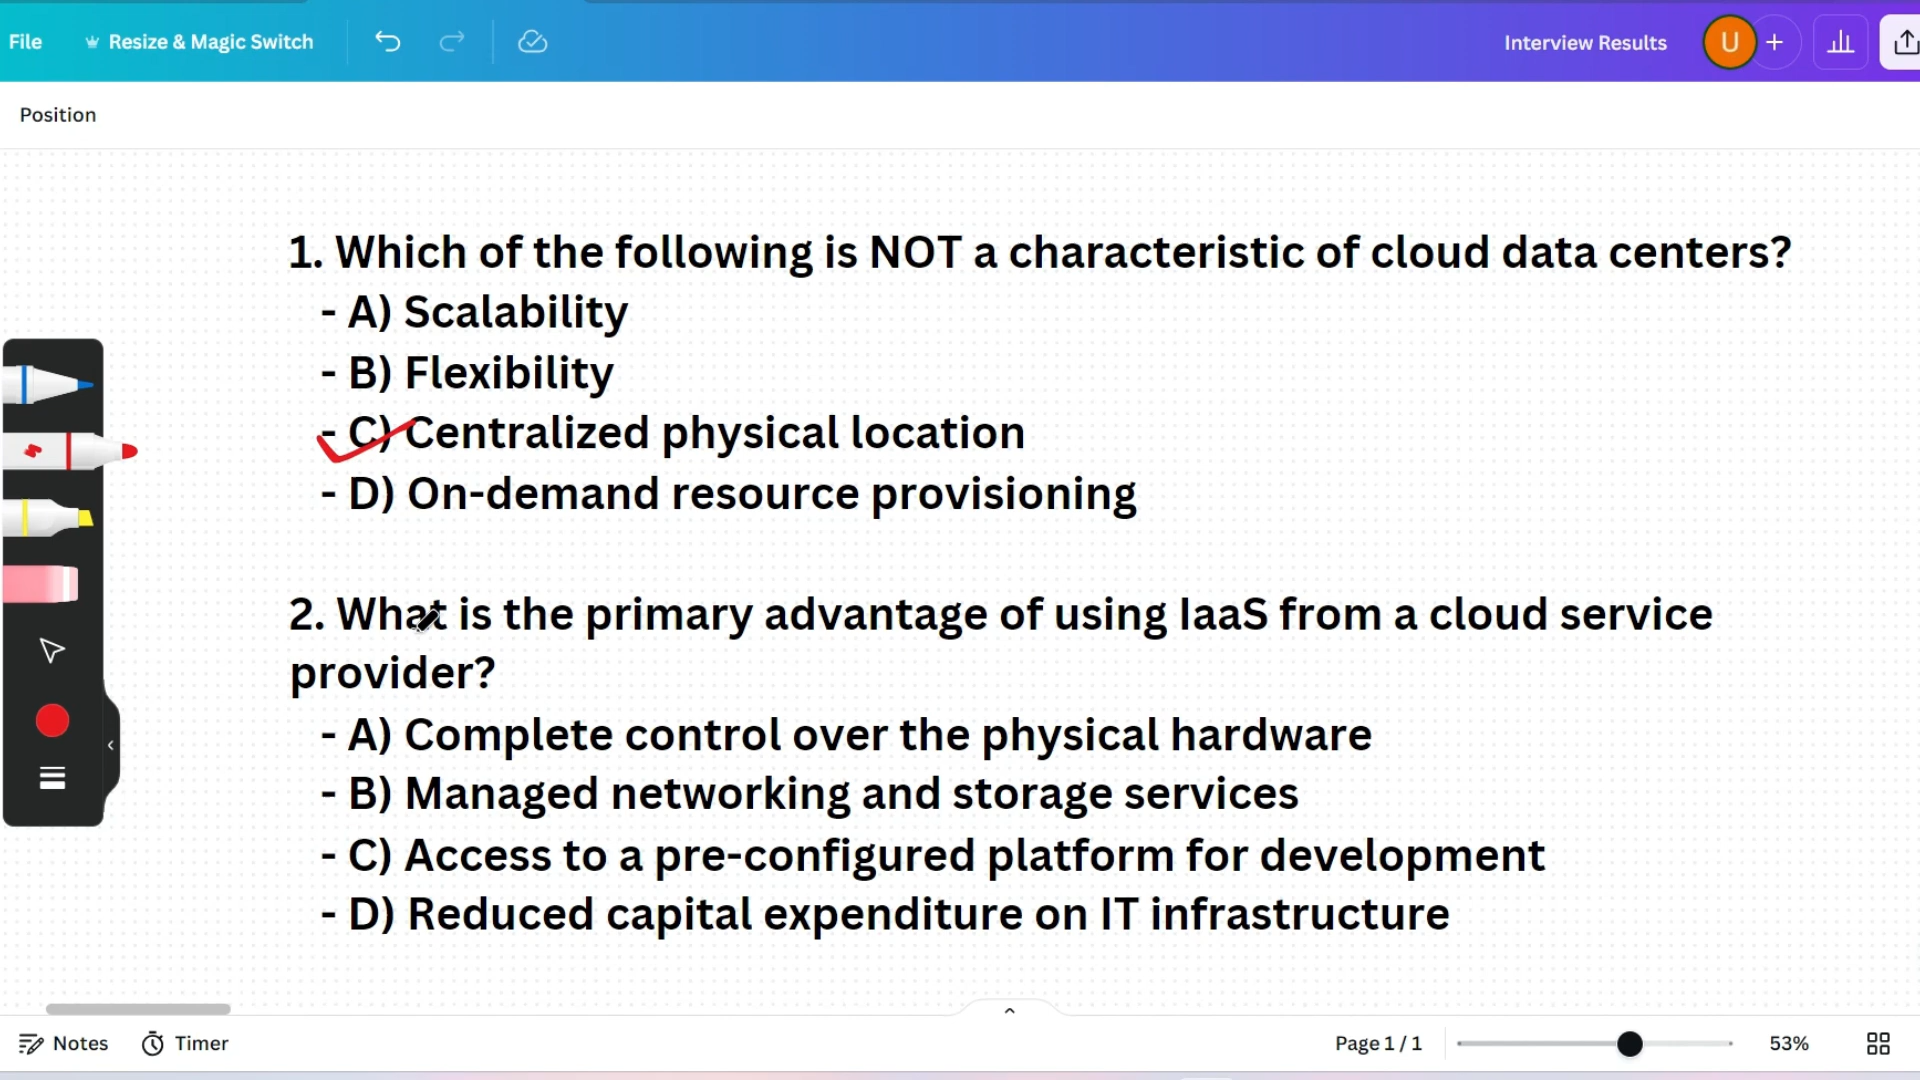 File Resize & Magic Switch Interview Results U +
Position
1. Which of the following is NOT a characteristic of cloud data centers?
- A) Scalability
- B) Flexibility
- C) Centralized physical location
- D) On-demand resource provisioning
2. What is the primary advantage of using IaaS from a cloud service
provider?
- A) Complete control over the physical hardware
- B) Managed networking and storage services
- C) Access to a pre-configured platform for development
- D) Reduced capital expenditure on IT infrastructure
Notes Timer Page 1 / 1 53%